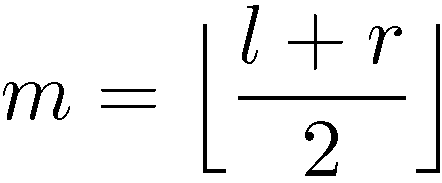 m = ⌊(l + r)/2⌋